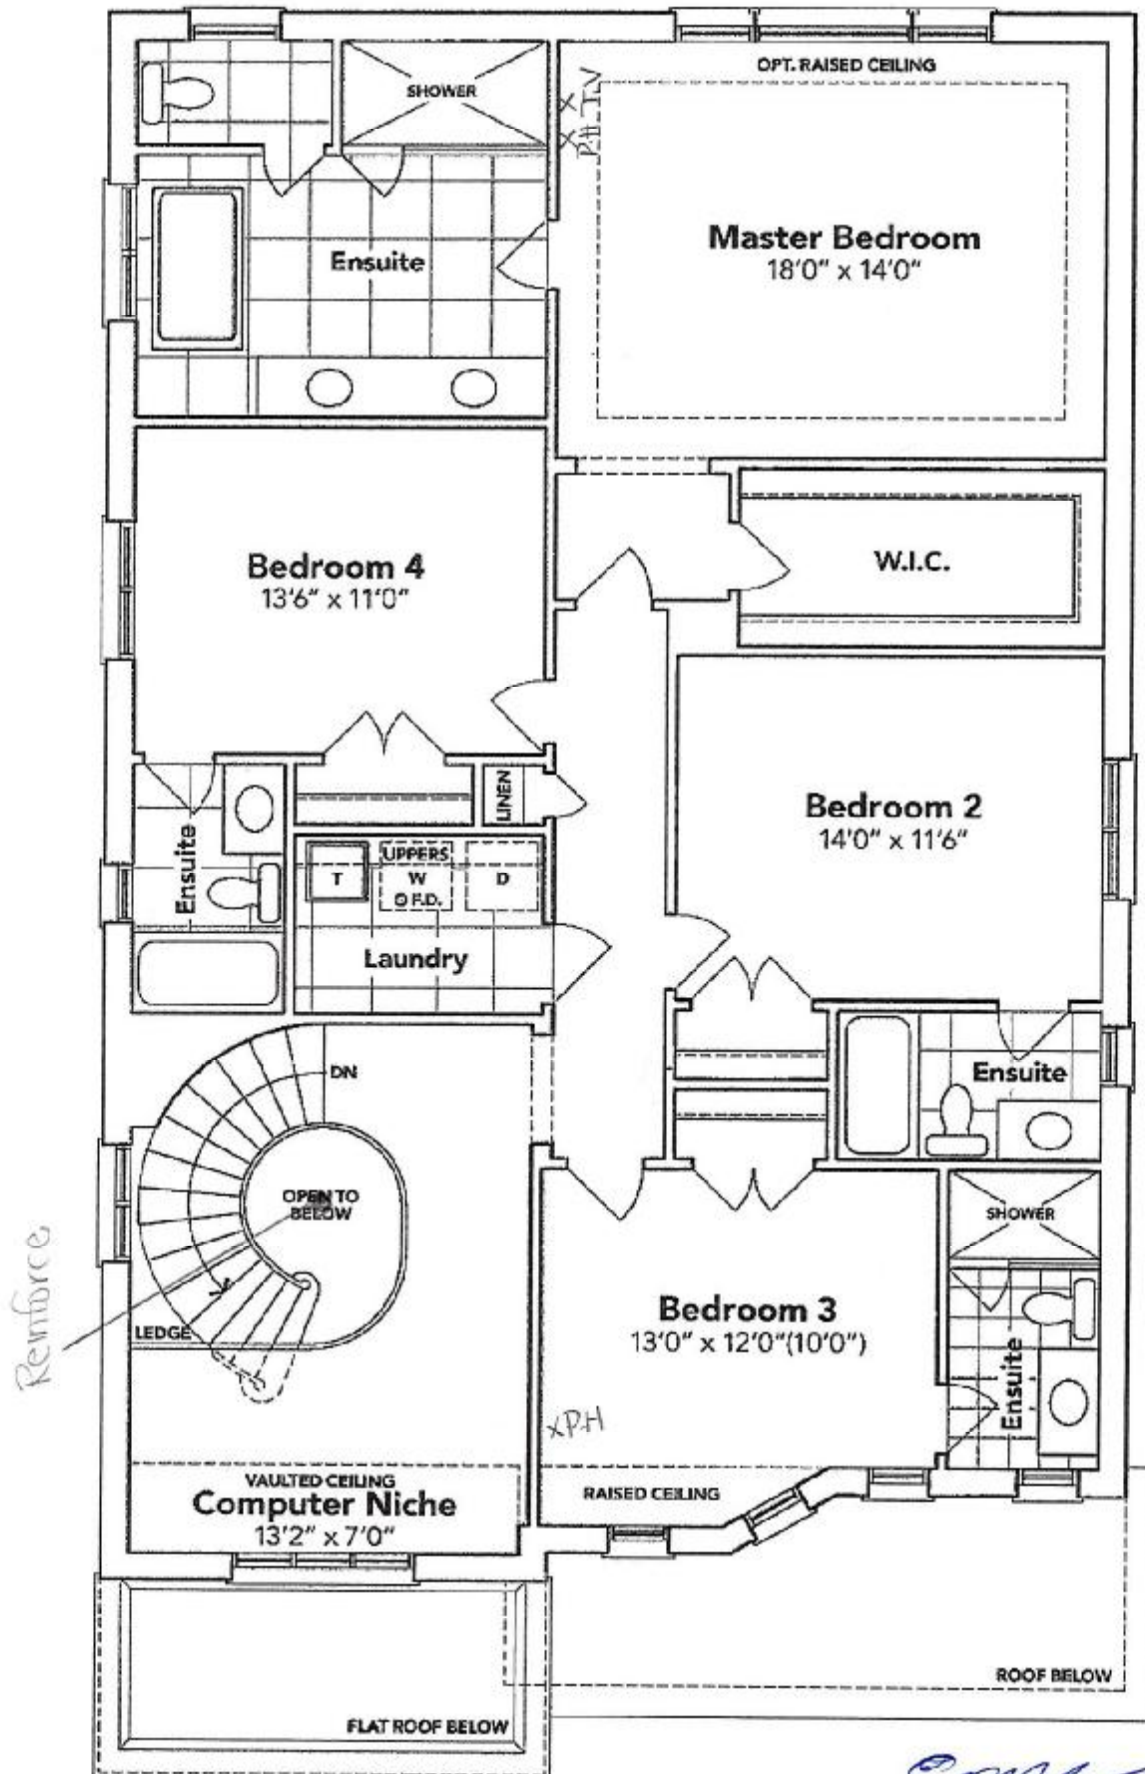 OPT. RAISED CEILING
SHOWER
X X
PH TV
Master Bedroom
18'0" x 14'0"
Ensuite
Bedroom 4
13'6" x 11'0"
W.I.C.
LINEN
Bedroom 2
14'0" x 11'6"
Ensuite
UPPERS
T W D
F.D.
Laundry
DN
Ensuite
OPEN TO
BELOW
SHOWER
Reinforce
LEDGE
Bedroom 3
13'0" x 12'0"(10'0")
Ensuite
xPH
VAULTED CEILING
Computer Niche
13'2" x 7'0"
RAISED CEILING
ROOF BELOW
FLAT ROOF BELOW